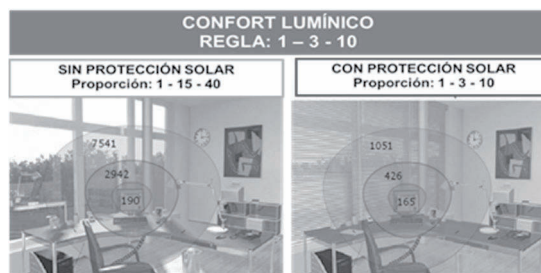 CONFORT LUMÍNICO
REGLA: 1 – 3 - 10
SIN PROTECCIÓN SOLAR
Proporción: 1 - 15 - 40
CON PROTECCIÓN SOLAR
Proporción: 1 - 3 - 10
7541
2942
190
1051
426
165